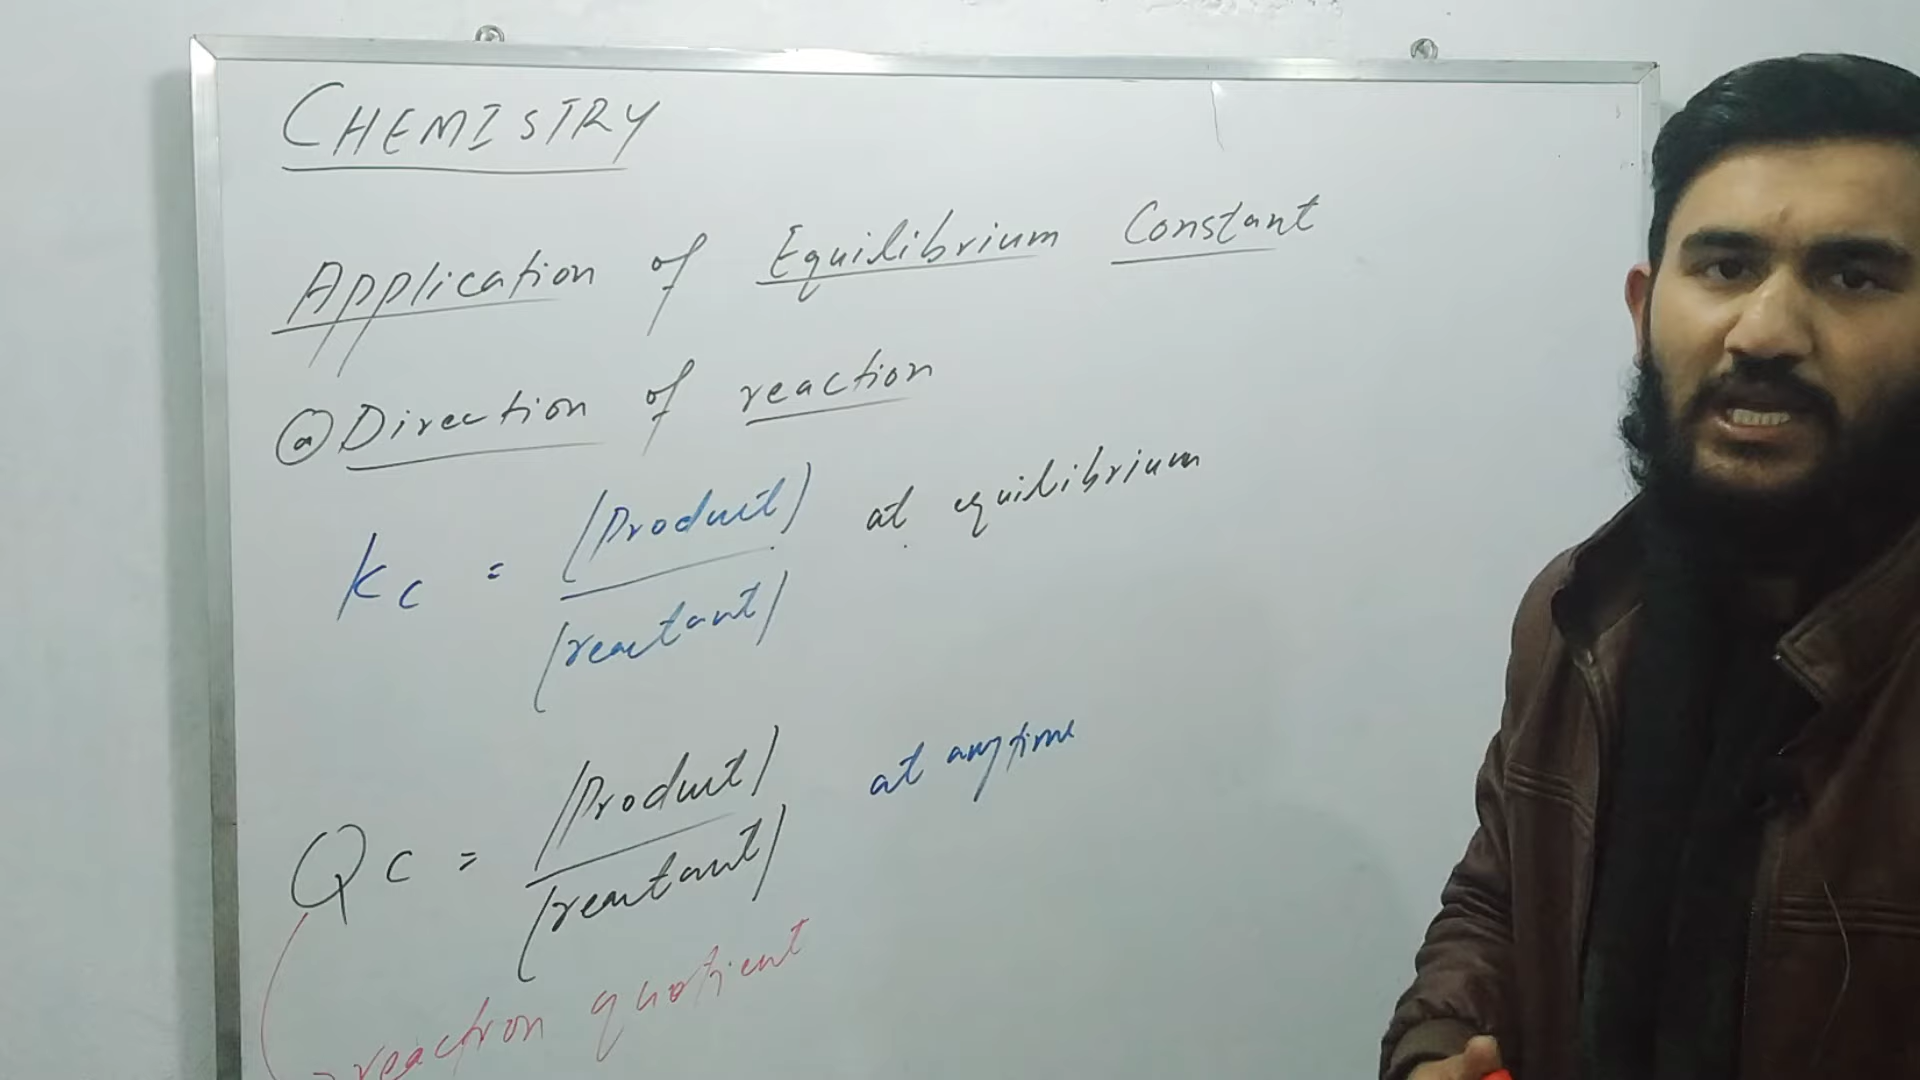 CHEMISTRY
Application of Equilibrium Constant
(a) Direction of reaction
Kc = [Product] at equilibrium
[reactant]
Qc = [Product] at anytime
[reactant]
→ reaction quotient